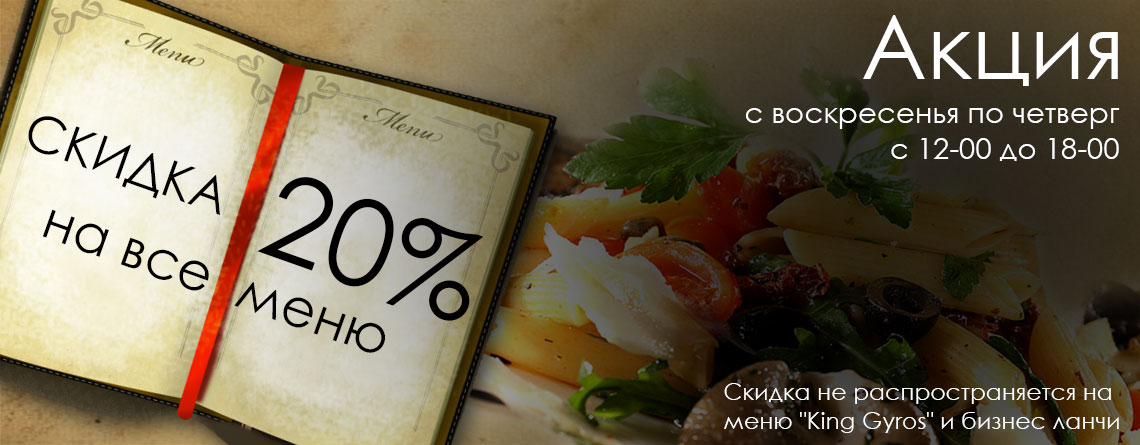 Menu
Menu
СКИДКА 20%
на все меню
Акция
с воскресенья по четверг
с 12-00 до 18-00
Скидка не распространяется на
меню "King Gyros" и бизнес ланчи